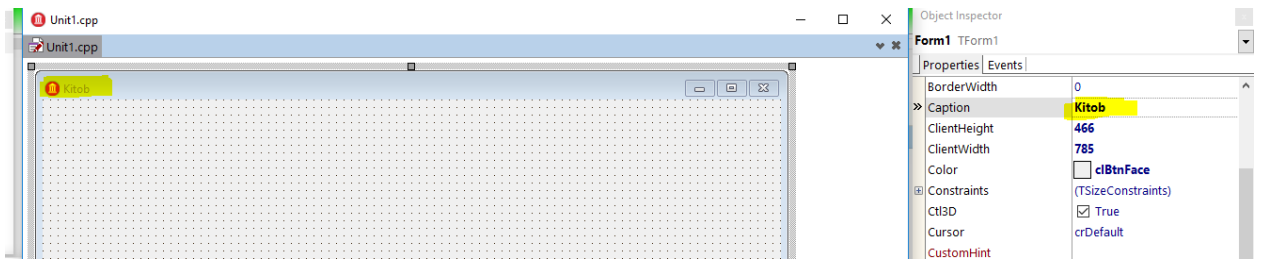 Unit1.cpp
Unit1.cpp
Kitob
Object Inspector
Form1 TForm1
Properties Events
BorderWidth 0
» Caption Kitob
ClientHeight 466
ClientWidth 785
Color clBtnFace
Constraints (TSizeConstraints)
Ctl3D True
Cursor crDefault
CustomHint